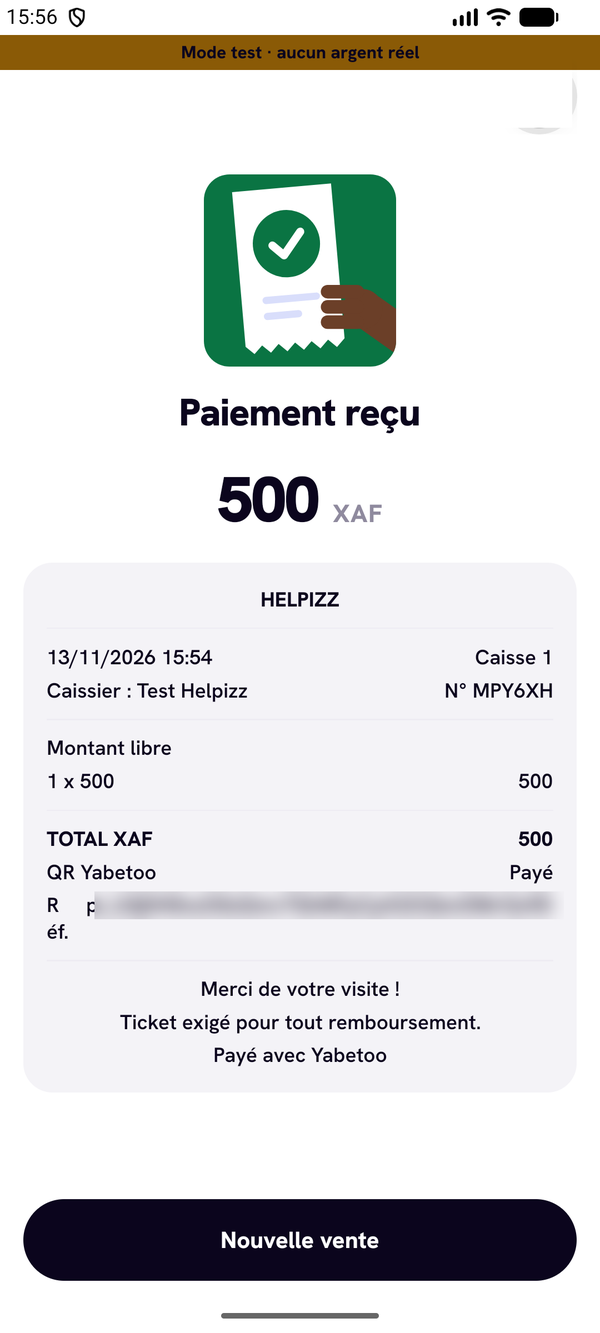 15:56
Mode test · aucun argent réel
Paiement reçu
500 XAF
HELPIZZ
13/11/2026 15:54 Caisse 1
Caissier : Test Helpizz N° MPY6XH
Montant libre
1 x 500 500
TOTAL XAF 500
QR Yabetoo Payé
R
éf.
Merci de votre visite !
Ticket exigé pour tout remboursement.
Payé avec Yabetoo
Nouvelle vente